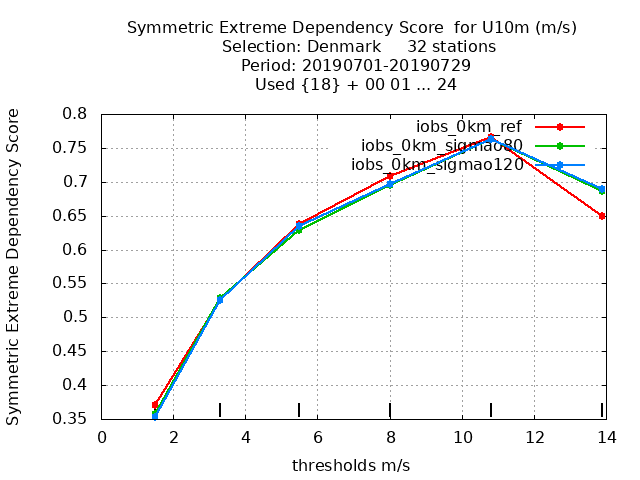 Symmetric Extreme Dependency Score for U10m (m/s)
Selection: Denmark 32 stations
Period: 20190701-20190729
Used {18} + 00 01 ... 24
Symmetric Extreme Dependency Score
0.8
0.75
0.7
0.65
0.6
0.55
0.5
0.45
0.4
0.35
iobs_0km_ref
iobs_0km_sigmao80
iobs_0km_sigmao120
0 2 4 6 8 10 12 14
thresholds m/s